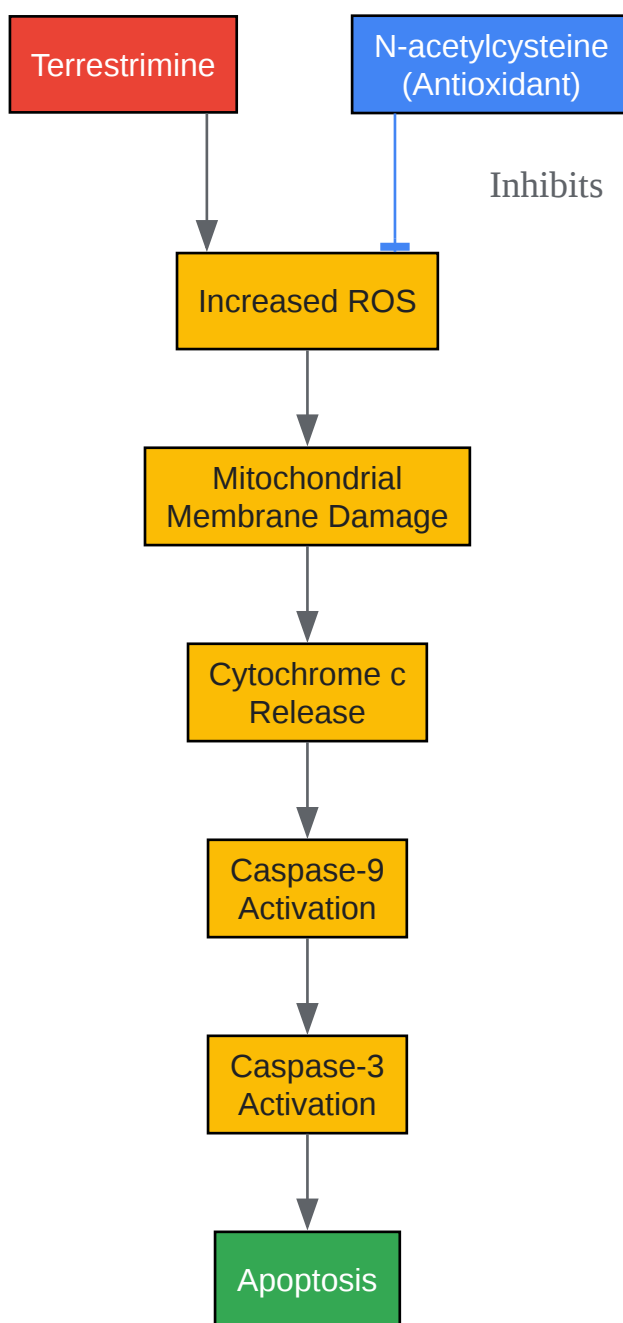 Terrestrimine
N-acetylcysteine
(Antioxidant)
Inhibits
Increased ROS
Mitochondrial
Membrane Damage
Cytochrome c
Release
Caspase-9
Activation
Caspase-3
Activation
Apoptosis